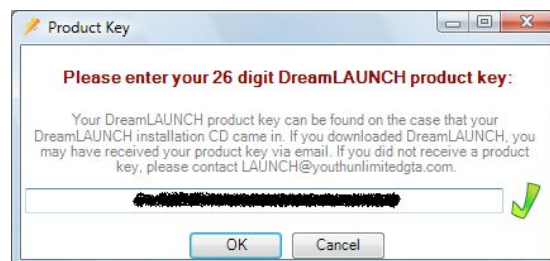 Product Key
Please enter your 26 digit DreamLAUNCH product key:
Your DreamLAUNCH product key can be found on the case that your
DreamLAUNCH installation CD came in. If you downloaded DreamLAUNCH, you
may have received your product key via email. If you did not receive a product
key, please contact LAUNCH@youthunlimitedgta.com.
OK
Cancel